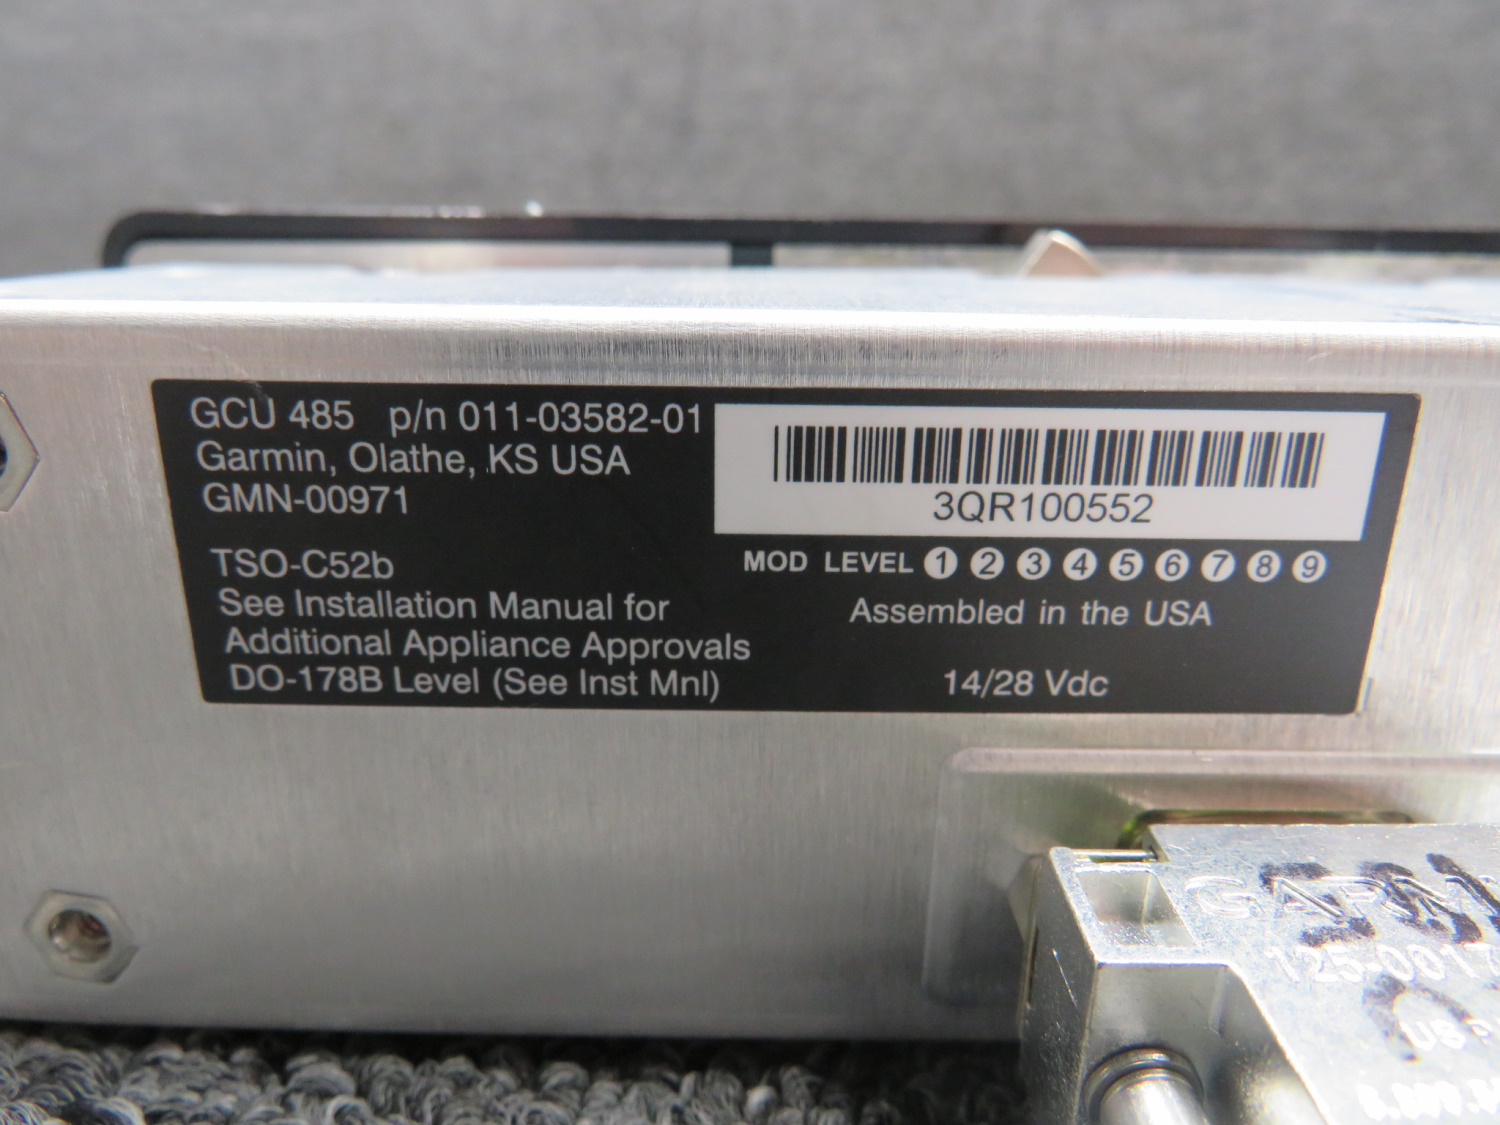 GCU 485 p/n 011-03582-01
Garmin, Olathe, KS USA
GMN-00971
TSO-C52b
See Installation Manual for
Additional Appliance Approvals
DO-178B Level (See Inst Mnl)
3QR100552
MOD LEVEL 1 2 3 4 5 6 7 8 9
Assembled in the USA
14/28 Vdc
125-0017